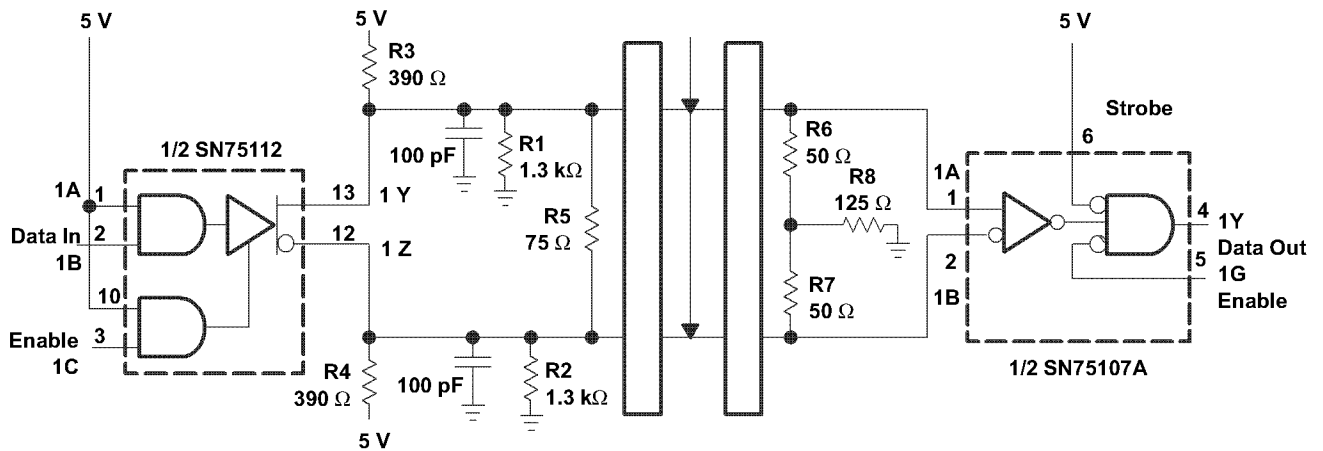 5 V
5 V
5 V
R3
390 Ω
Strobe
6
R1
1.3 kΩ
100 pF
R6
50 Ω
1/2 SN75112
R8
125 Ω
1A
1
13
1 Y
1A
1
R5
75 Ω
4
1Y
Data In
2
12
1 Z
Data Out
1B
2
5
1G
10
R7
50 Ω
1B
Enable
Enable
3
1C
R4
390 Ω
100 pF
R2
1.3 kΩ
1/2 SN75107A
5 V